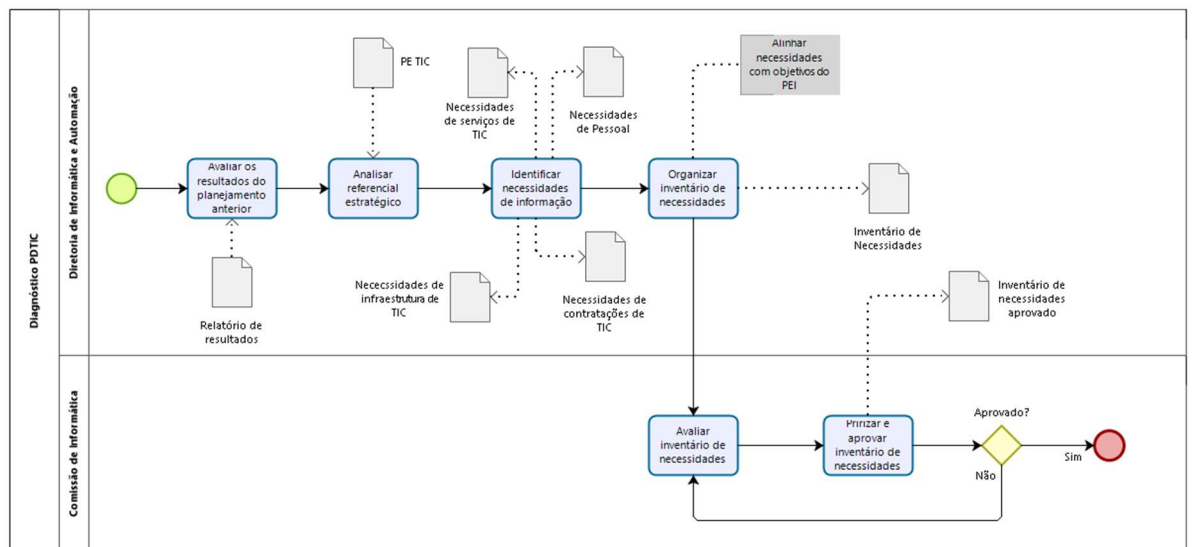 Diagnóstico PDTIC
Diretoria de Informática e Automação
Avaliar os
resultados do
planejamento
anterior
Relatório de
resultados
PE TIC
Analisar
referencial
estratégico
Necessidades
de serviços de
TIC
Necessidades
de Pessoal
Identificar
necessidades
de informação
Necessidades de
infraestrutura de
TIC
Necessidades de
contratações de
TIC
Organizar
inventário de
necessidades
Alinhar
necessidades
com objetivos do
PEI
Inventário de
Necessidades
Inventário de
necessidades
aprovado
Comissão de Informática
Avaliar
inventário de
necessidades
Pririzar e
aprovar
inventário de
necessidades
Aprovado?
Sim
Não